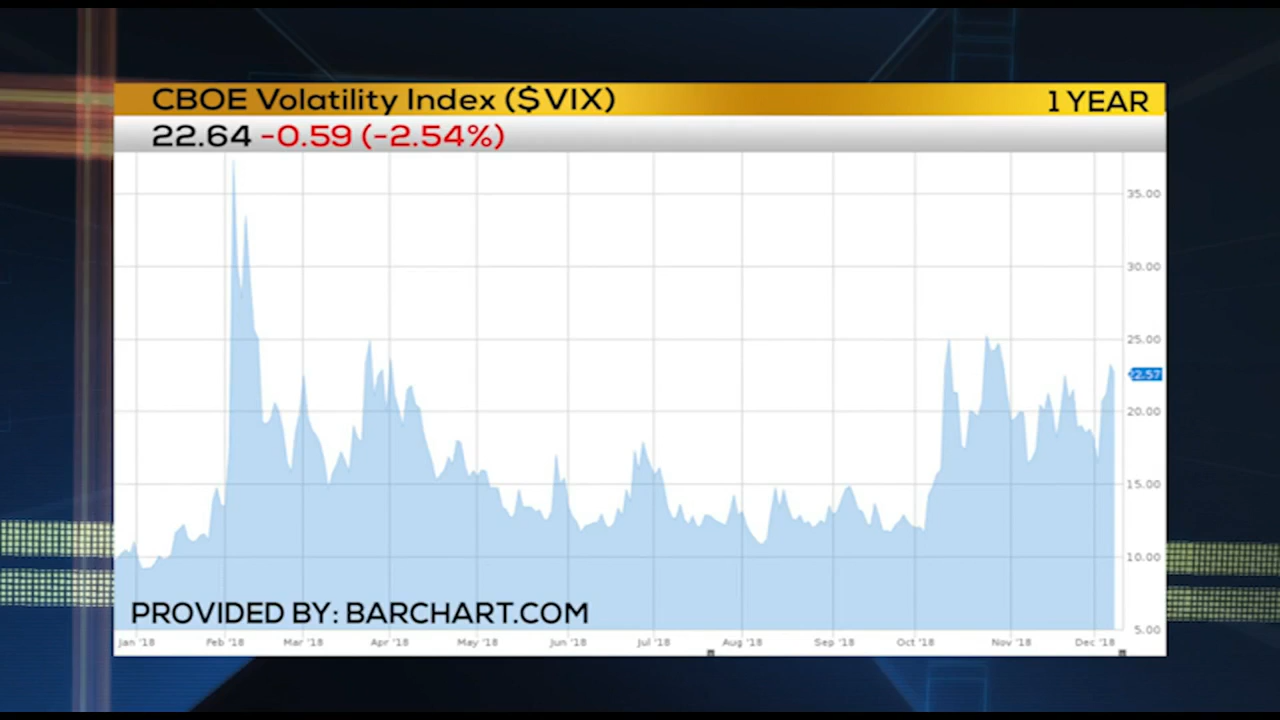 CBOE Volatility Index ($VIX) 1 YEAR
22.64 -0.59 (-2.54%)
35.00
30.00
25.00
2.57
20.00
15.00
10.00
5.00
PROVIDED BY: BARCHART.COM
Jan '18 Feb '18 Mar '18 Apr '18 May '18 Jun '18 Jul '18 Aug '18 Sep '18 Oct '18 Nov '18 Dec '18